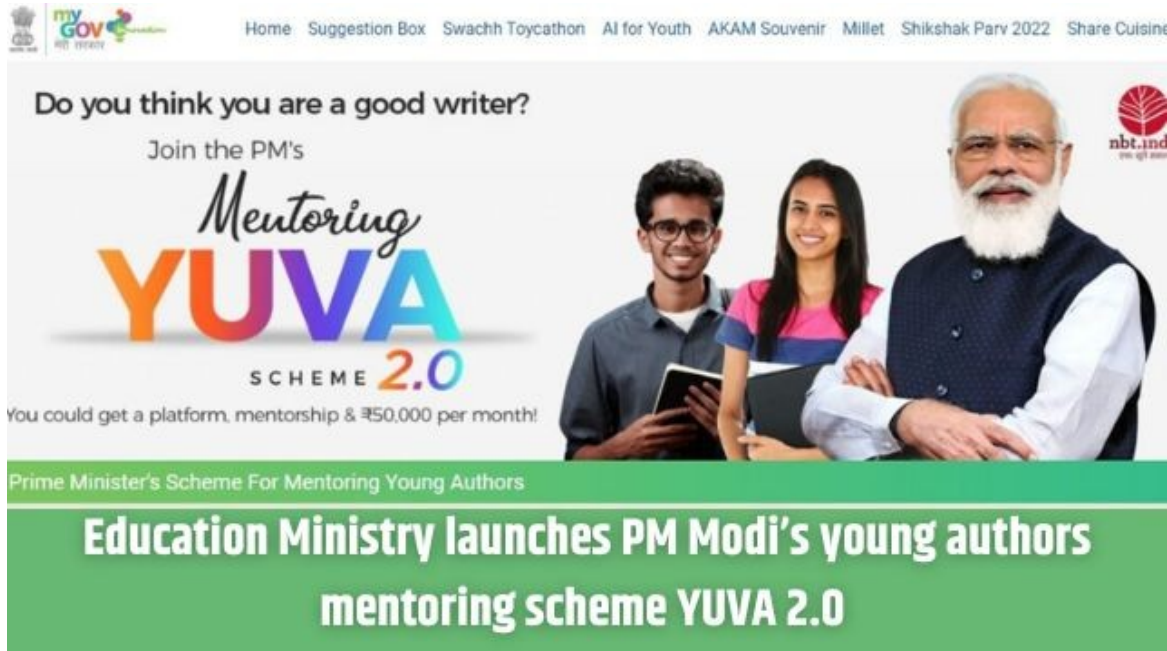 my
GOV
मेरी सरकार
Home Suggestion Box Swachh Toycathon AI for Youth AKAM Souvenir Millet Shikshak Parv 2022 Share Cuisine
Do you think you are a good writer?
Join the PM's
Mentoring
YUVA
SCHEME 2.0
You could get a platform, mentorship & ₹50,000 per month!
nbt.ind
Prime Minister's Scheme For Mentoring Young Authors
Education Ministry launches PM Modi's young authors
mentoring scheme YUVA 2.0